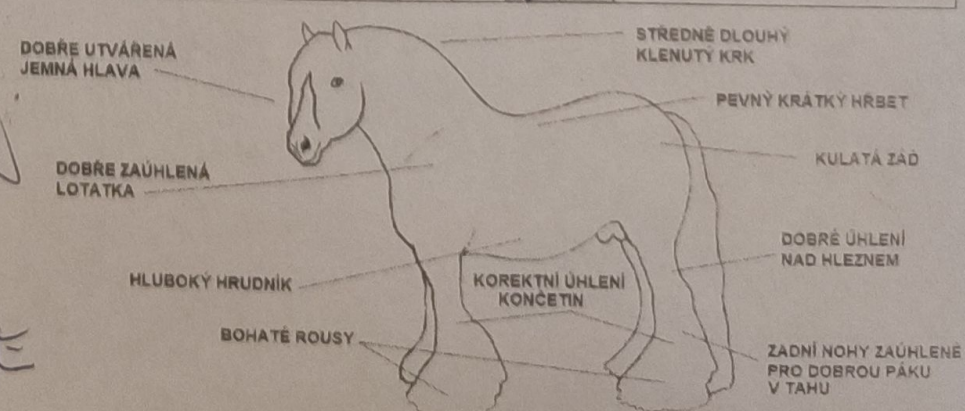 STŘEDNĚ DLOUHÝ
KLENUTÝ KRK
DOBŘE UTVÁŘENÁ
JEMNÁ HLAVA
PEVNÝ KRÁTKÝ HŘBET
KULATÁ ZÁĎ
DOBŘE ZAÚHLENÁ
LOTATKA
DOBRÉ ÚHLENÍ
NAD HLEZNEM
HLUBOKÝ HRUDNÍK
KOREKTNÍ ÚHLENÍ
KONČETIN
BOHATÉ ROUSY
ZADNÍ NOHY ZAÚHLENÉ
PRO DOBROU PÁKU
V TAHU